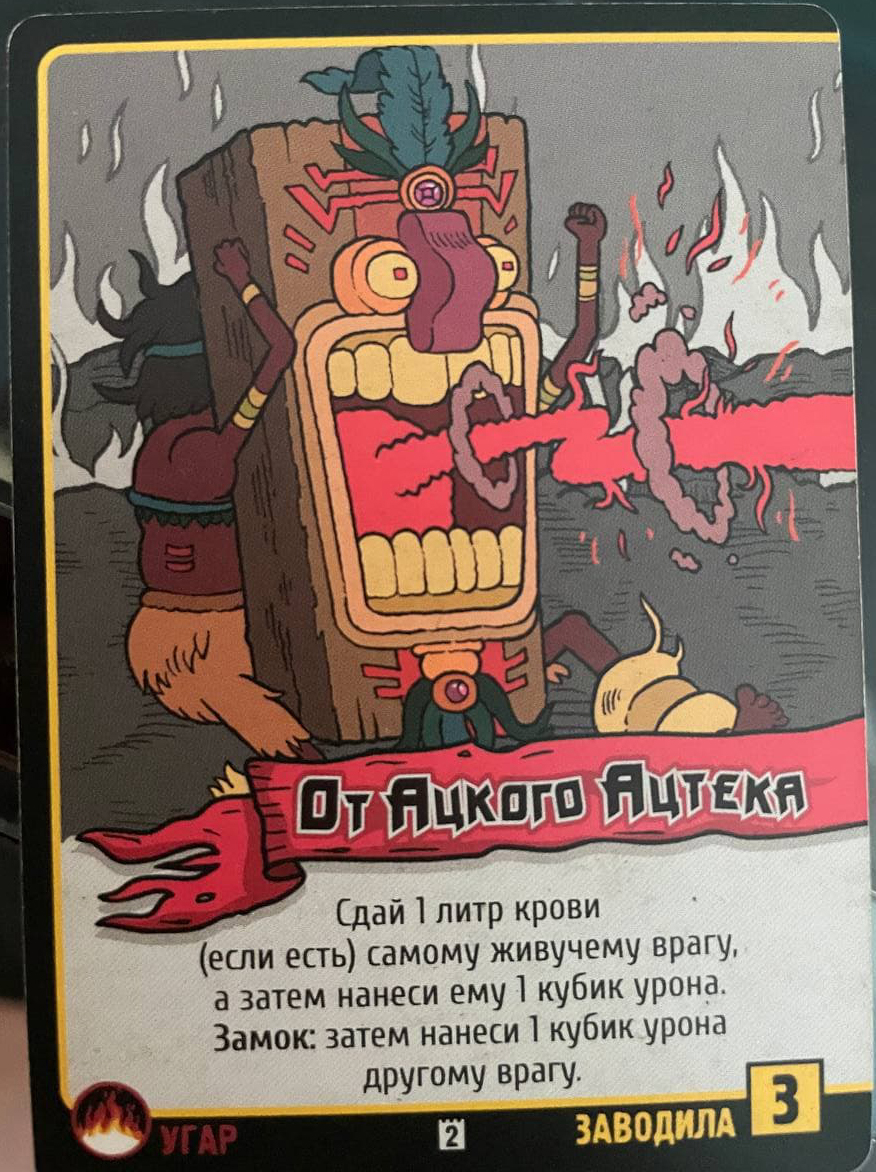 От Ацкого Ацтека
Сдай 1 литр крови
(если есть) самому живучему врагу,
а затем нанеси ему 1 кубик урона.
Замок: затем нанеси 1 кубик урона
другому врагу.
УГАР 2 ЗАВОДИЛА 3